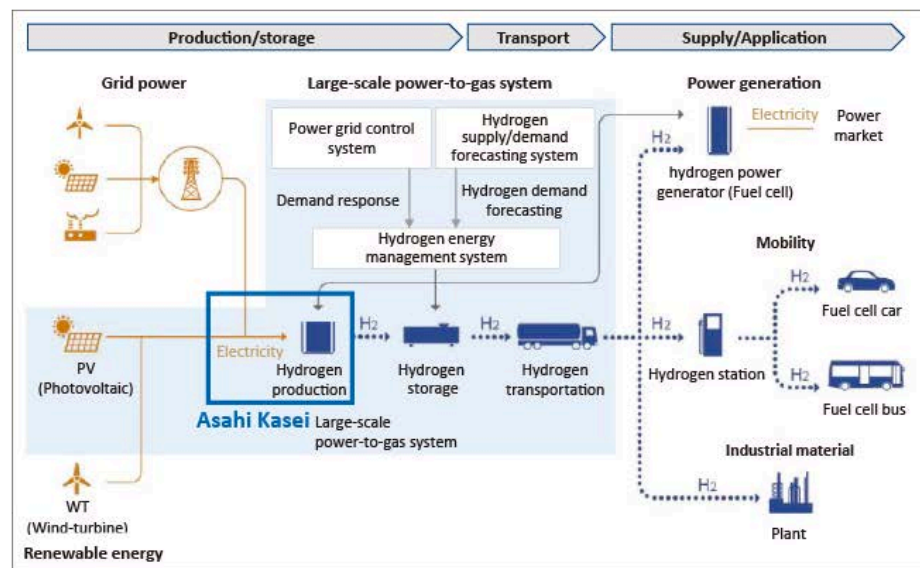 Production/storage
Transport
Supply/Application
Grid power
Large-scale power-to-gas system
Power generation
Power grid control
system
Hydrogen
supply/demand
forecasting system
H2
Electricity
Power
market
hydrogen power
generator (Fuel cell)
Demand response
Hydrogen demand
forecasting
Hydrogen energy
management system
Mobility
H2
Fuel cell car
Electricity
H2
H2
H2
PV
(Photovoltaic)
Hydrogen
production
Hydrogen
storage
Hydrogen
transportation
Hydrogen station
H2
Fuel cell bus
Asahi Kasei
Large-scale
power-to-gas system
Industrial material
H2
Plant
WT
(Wind-turbine)
Renewable energy